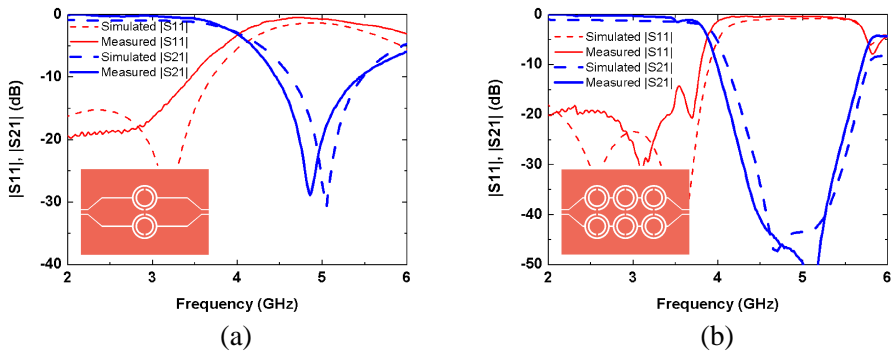 0
-10
-20
-30
-40
2
3
4
5
6
|S11|, |S21| (dB)
Frequency (GHz)
Simulated |S11|
Measured |S11|
Simulated |S21|
Measured |S21|
(a)
0
-10
-20
-30
-40
-50
2
3
4
5
6
|S11|, |S21| (dB)
Frequency (GHz)
Simulated |S11|
Measured |S11|
Simulated |S21|
Measured |S21|
(b)